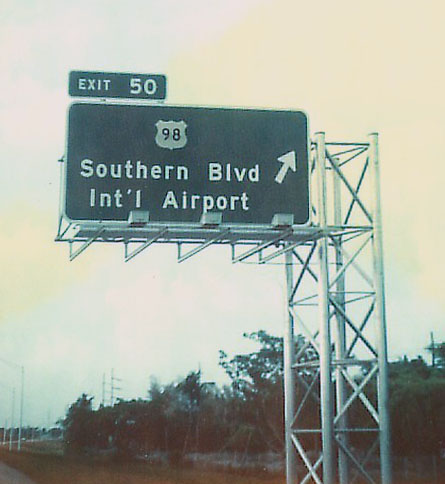 EXIT 50
98
Southern Blvd
Int'l Airport